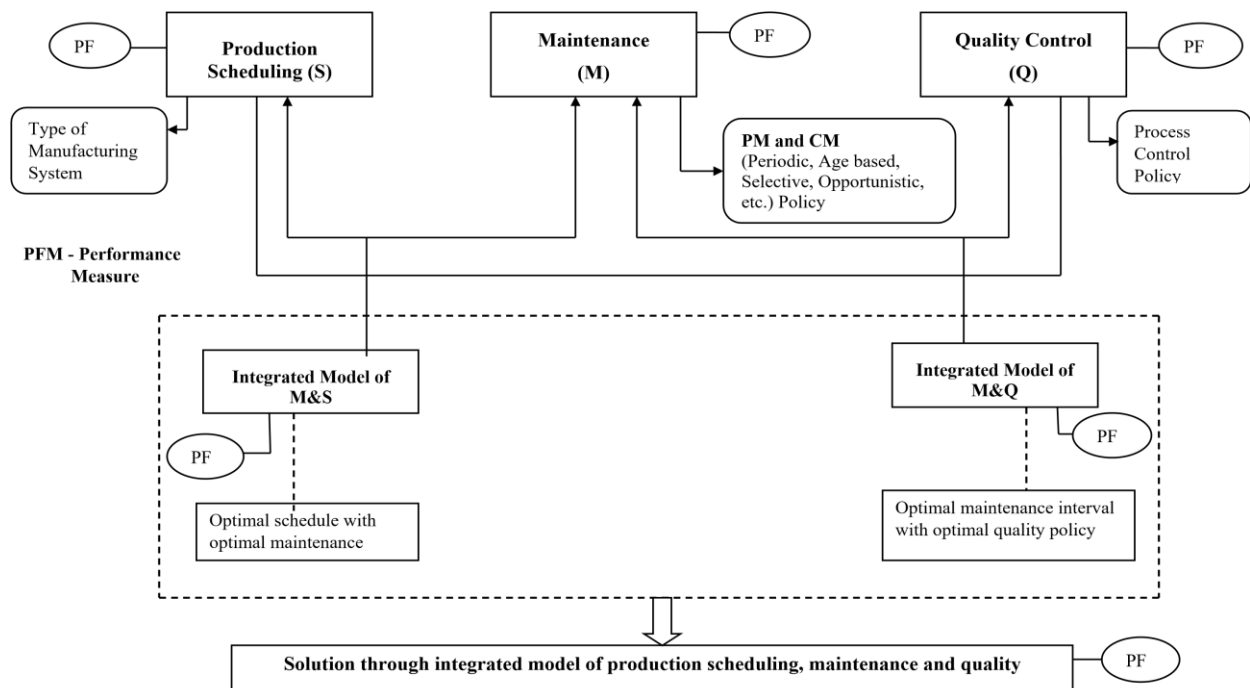 PF
Production
Scheduling (S)
Maintenance
(M)
PF
Quality Control
(Q)
PF
Type of
Manufacturing
System
PM and CM
(Periodic, Age based,
Selective, Opportunistic,
etc.) Policy
Process
Control
Policy
PFM - Performance
Measure
Integrated Model of
M&S
Integrated Model of
M&Q
PF
PF
Optimal schedule with
optimal maintenance
Optimal maintenance interval
with optimal quality policy
Solution through integrated model of production scheduling, maintenance and quality
PF